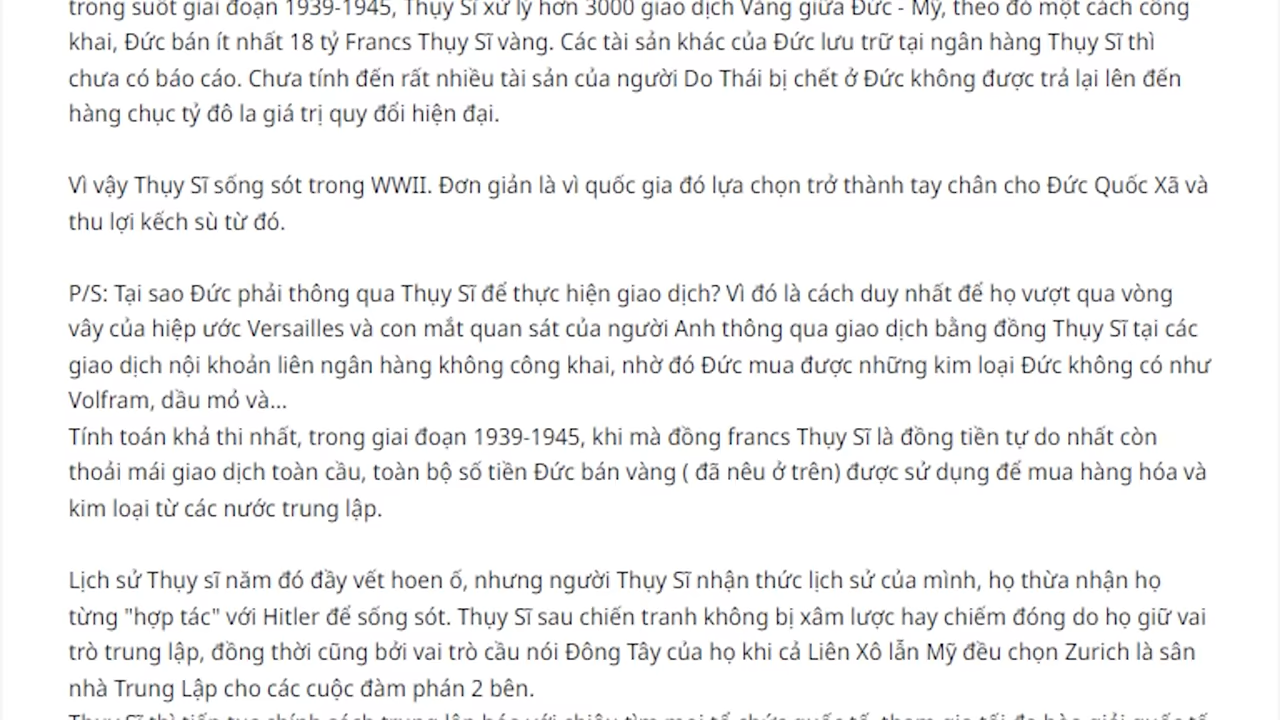 trong suốt giai đoạn 1939-1945, Thụy Sĩ xử lý hơn 3000 giao dịch Vàng giữa Đức - Mỹ, theo đó một cách công
khai, Đức bán ít nhất 18 tỷ Francs Thụy Sĩ vàng. Các tài sản khác của Đức lưu trữ tại ngân hàng Thụy Sĩ thì
chưa có báo cáo. Chưa tính đến rất nhiều tài sản của người Do Thái bị chết ở Đức không được trả lại lên đến
hàng chục tỷ đô la giá trị quy đổi hiện đại.
Vì vậy Thụy Sĩ sống sót trong WWII. Đơn giản là vì quốc gia đó lựa chọn trở thành tay chân cho Đức Quốc Xã và
thu lợi kếch sù từ đó.
P/S: Tại sao Đức phải thông qua Thụy Sĩ để thực hiện giao dịch? Vì đó là cách duy nhất để họ vượt qua vòng
vây của hiệp ước Versailles và con mắt quan sát của người Anh thông qua giao dịch bằng đồng Thụy Sĩ tại các
giao dịch nội khoản liên ngân hàng không công khai, nhờ đó Đức mua được những kim loại Đức không có như
Volfram, dầu mỏ và...
Tính toán khả thi nhất, trong giai đoạn 1939-1945, khi mà đồng francs Thụy Sĩ là đồng tiền tự do nhất còn
thoải mái giao dịch toàn cầu, toàn bộ số tiền Đức bán vàng ( đã nêu ở trên) được sử dụng để mua hàng hóa và
kim loại từ các nước trung lập.
Lịch sử Thụy sĩ năm đó đầy vết hoen ố, nhưng người Thụy Sĩ nhận thức lịch sử của mình, họ thừa nhận họ
từng "hợp tác" với Hitler để sống sót. Thụy Sĩ sau chiến tranh không bị xâm lược hay chiếm đóng do họ giữ vai
trò trung lập, đồng thời cũng bởi vai trò cầu nói Đông Tây của họ khi cả Liên Xô lẫn Mỹ đều chọn Zurich là sân
nhà Trung Lập cho các cuộc đàm phán 2 bên.